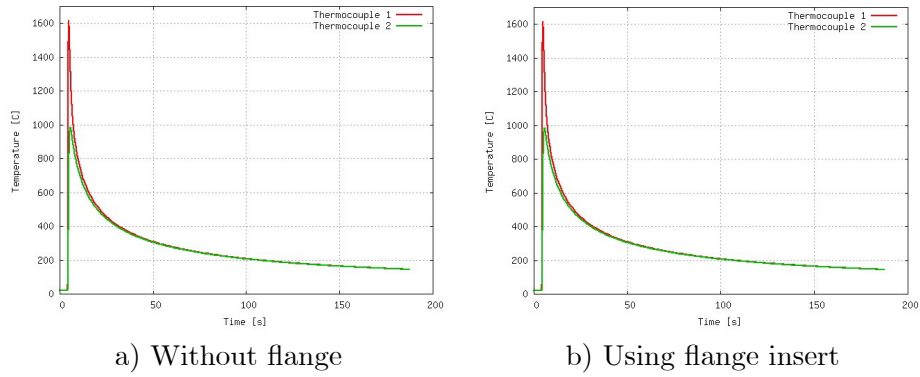 1600
1400
1200
1000
800
600
400
200
0
Temperature [C]
Thermocouple 1
Thermocouple 2
0 50 100 150 200
Time [s]
a) Without flange
1600
1400
1200
1000
800
600
400
200
0
Temperature [C]
Thermocouple 1
Thermocouple 2
0 50 100 150 200
Time [s]
b) Using flange insert